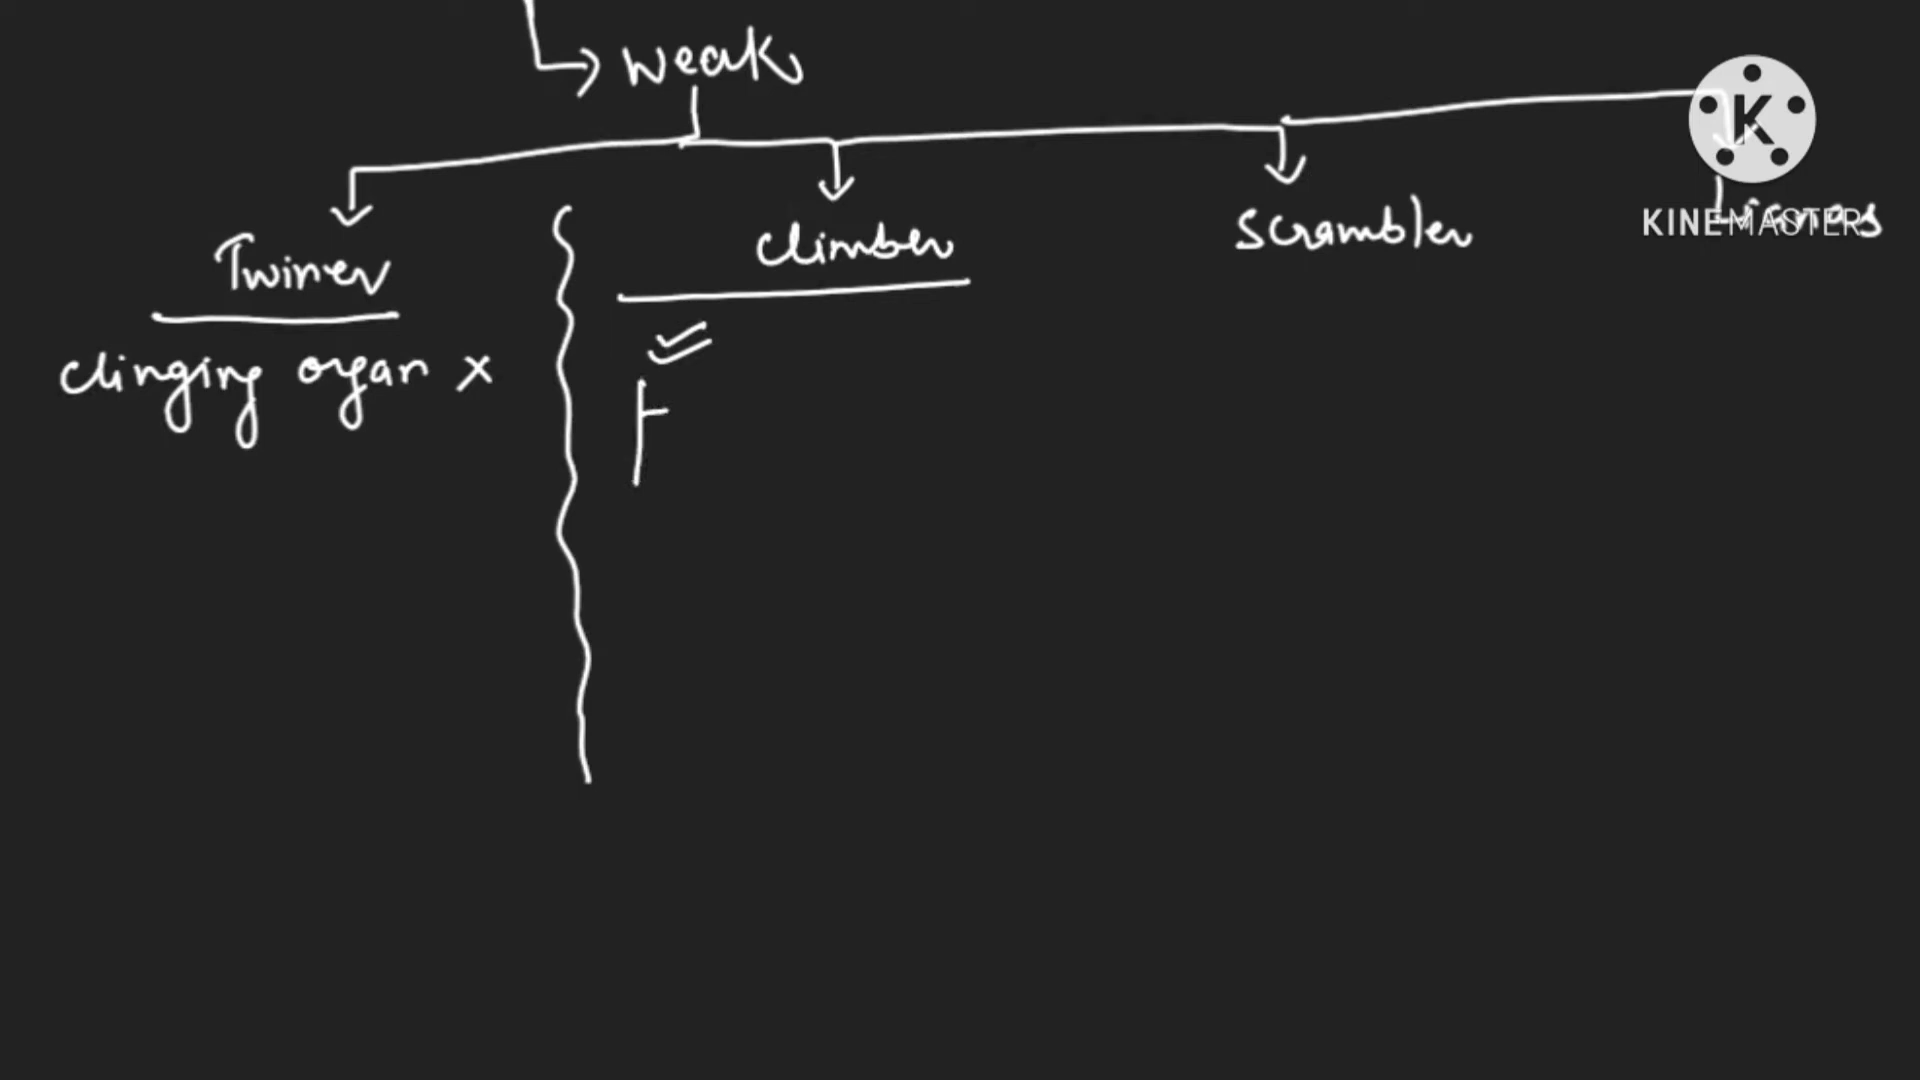 weak
Twiner
climber
scrambler
KINEMASTER
clinging organ x